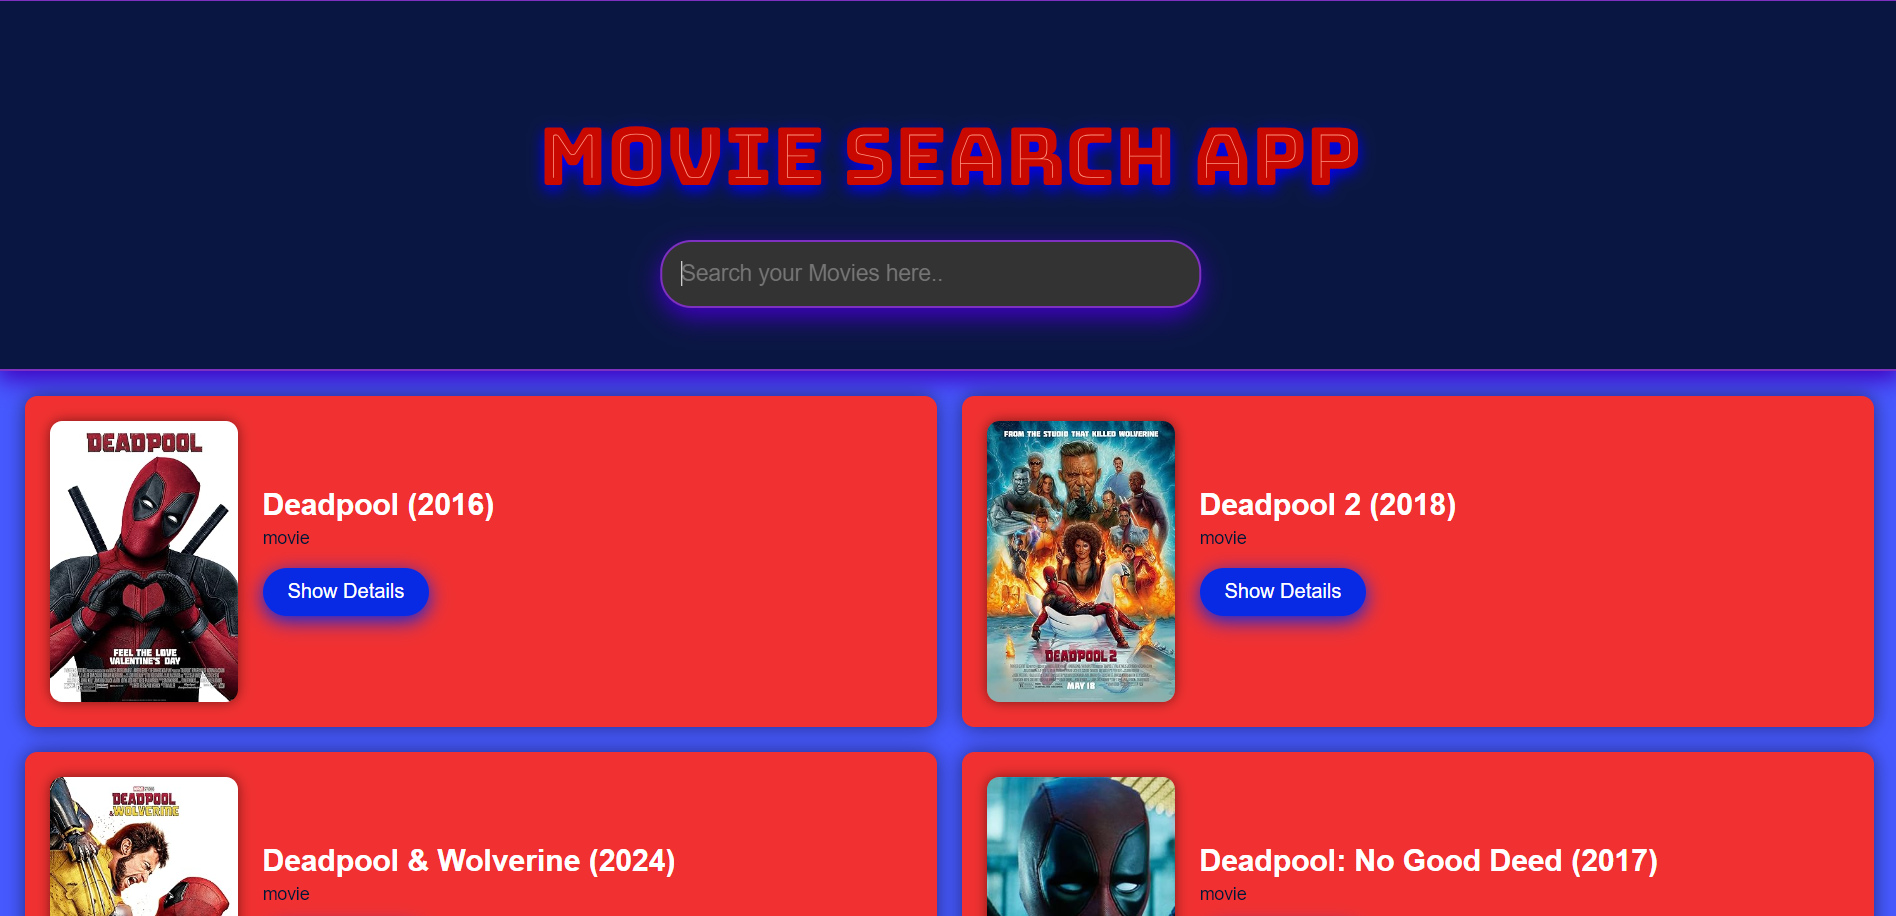 MOVIE SEARCH APP
Search your Movies here..
DEADPOOL
FEEL THE LOVE
VALENTINE'S DAY
Deadpool (2016)
movie
Show Details
FROM THE STUDIO THAT KILLED WOLVERINE
DEADPOOL 2
MAY 18
Deadpool 2 (2018)
movie
Show Details
DEADPOOL
& WOLVERINE
Deadpool & Wolverine (2024)
movie
Deadpool: No Good Deed (2017)
movie